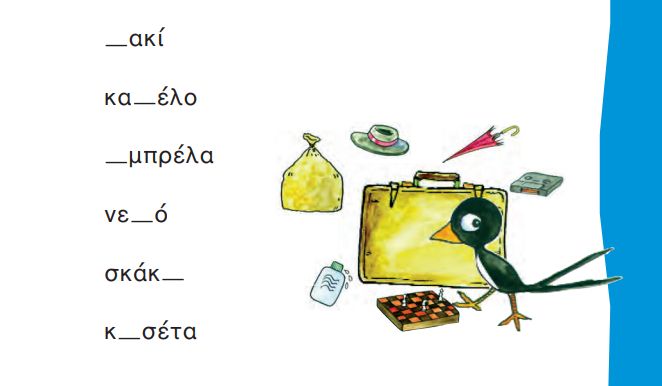 __ακί
κα__έλο
__μπρέλα
νε__ό
σκάκ__
κ__σέτα